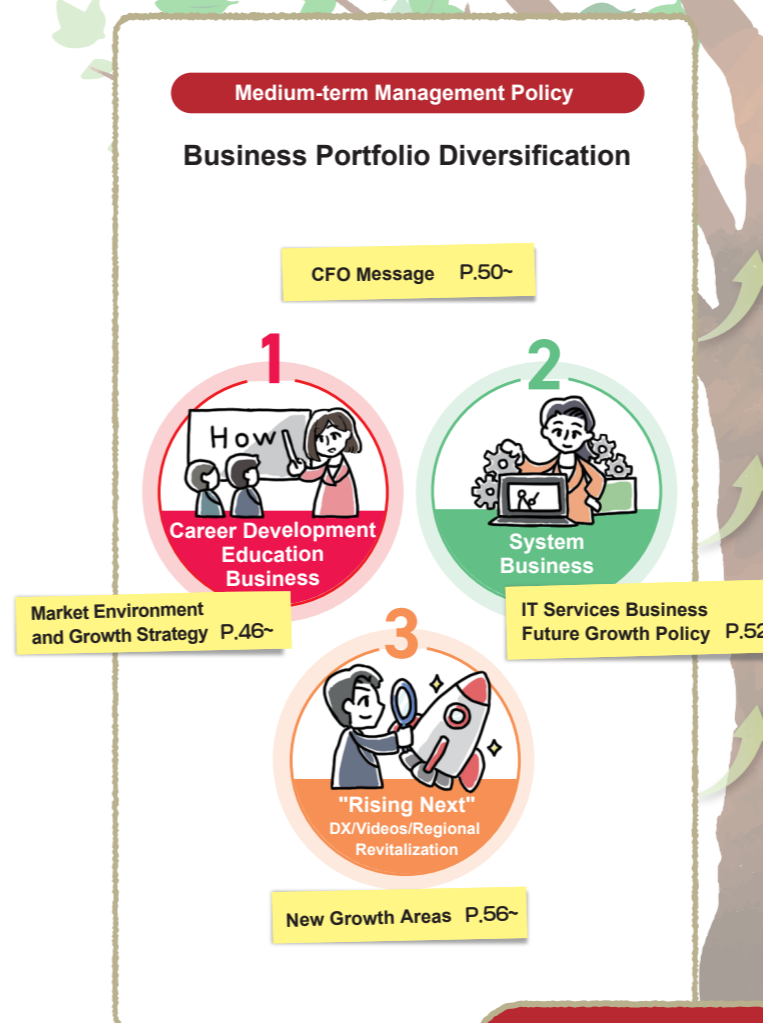 Medium-term Management Policy
Business Portfolio Diversification
CFO Message P.50~
1
How
Career Development
Education
Business
Market Environment
and Growth Strategy P.46~
2
System
Business
IT Services Business
Future Growth Policy P.52
3
"Rising Next"
DX/Videos/Regional
Revitalization
New Growth Areas P.56~